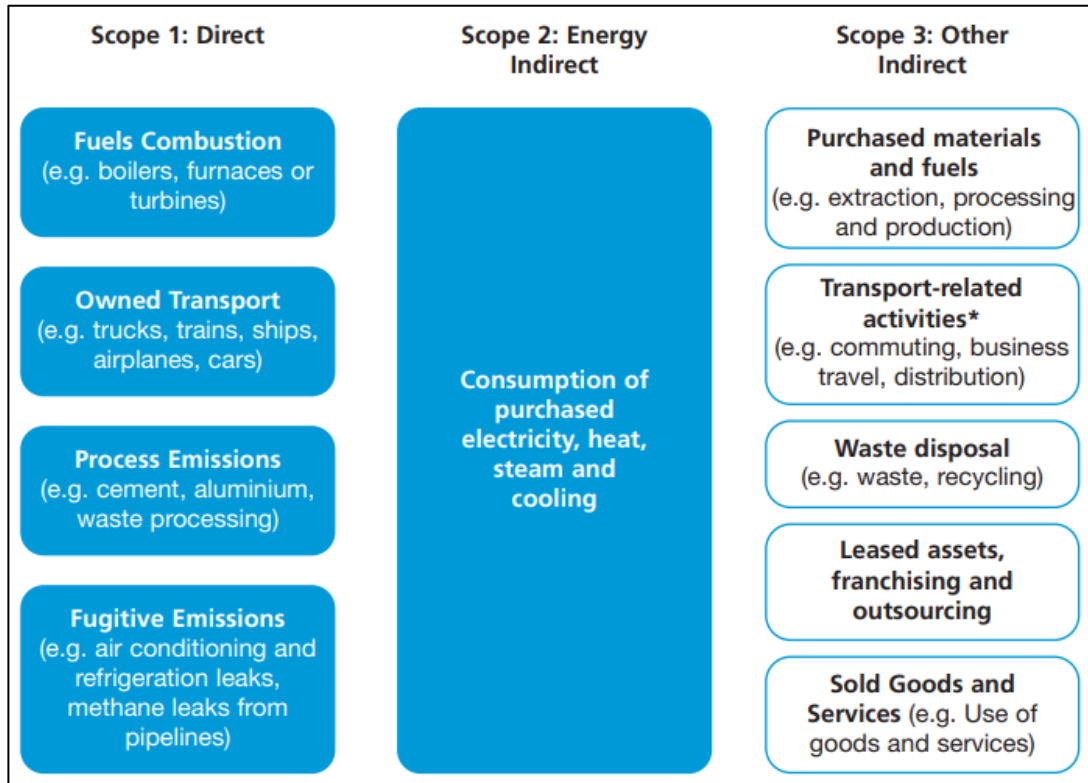 Scope 1: Direct
Fuels Combustion
(e.g. boilers, furnaces or
turbines)
Owned Transport
(e.g. trucks, trains, ships,
airplanes, cars)
Process Emissions
(e.g. cement, aluminium,
waste processing)
Fugitive Emissions
(e.g. air conditioning and
refrigeration leaks,
methane leaks from
pipelines)
Scope 2: Energy
Indirect
Consumption of
purchased
electricity, heat,
steam and
cooling
Scope 3: Other
Indirect
Purchased materials
and fuels
(e.g. extraction, processing
and production)
Transport-related
activities*
(e.g. commuting, business
travel, distribution)
Waste disposal
(e.g. waste, recycling)
Leased assets,
franchising and
outsourcing
Sold Goods and
Services (e.g. Use of
goods and services)